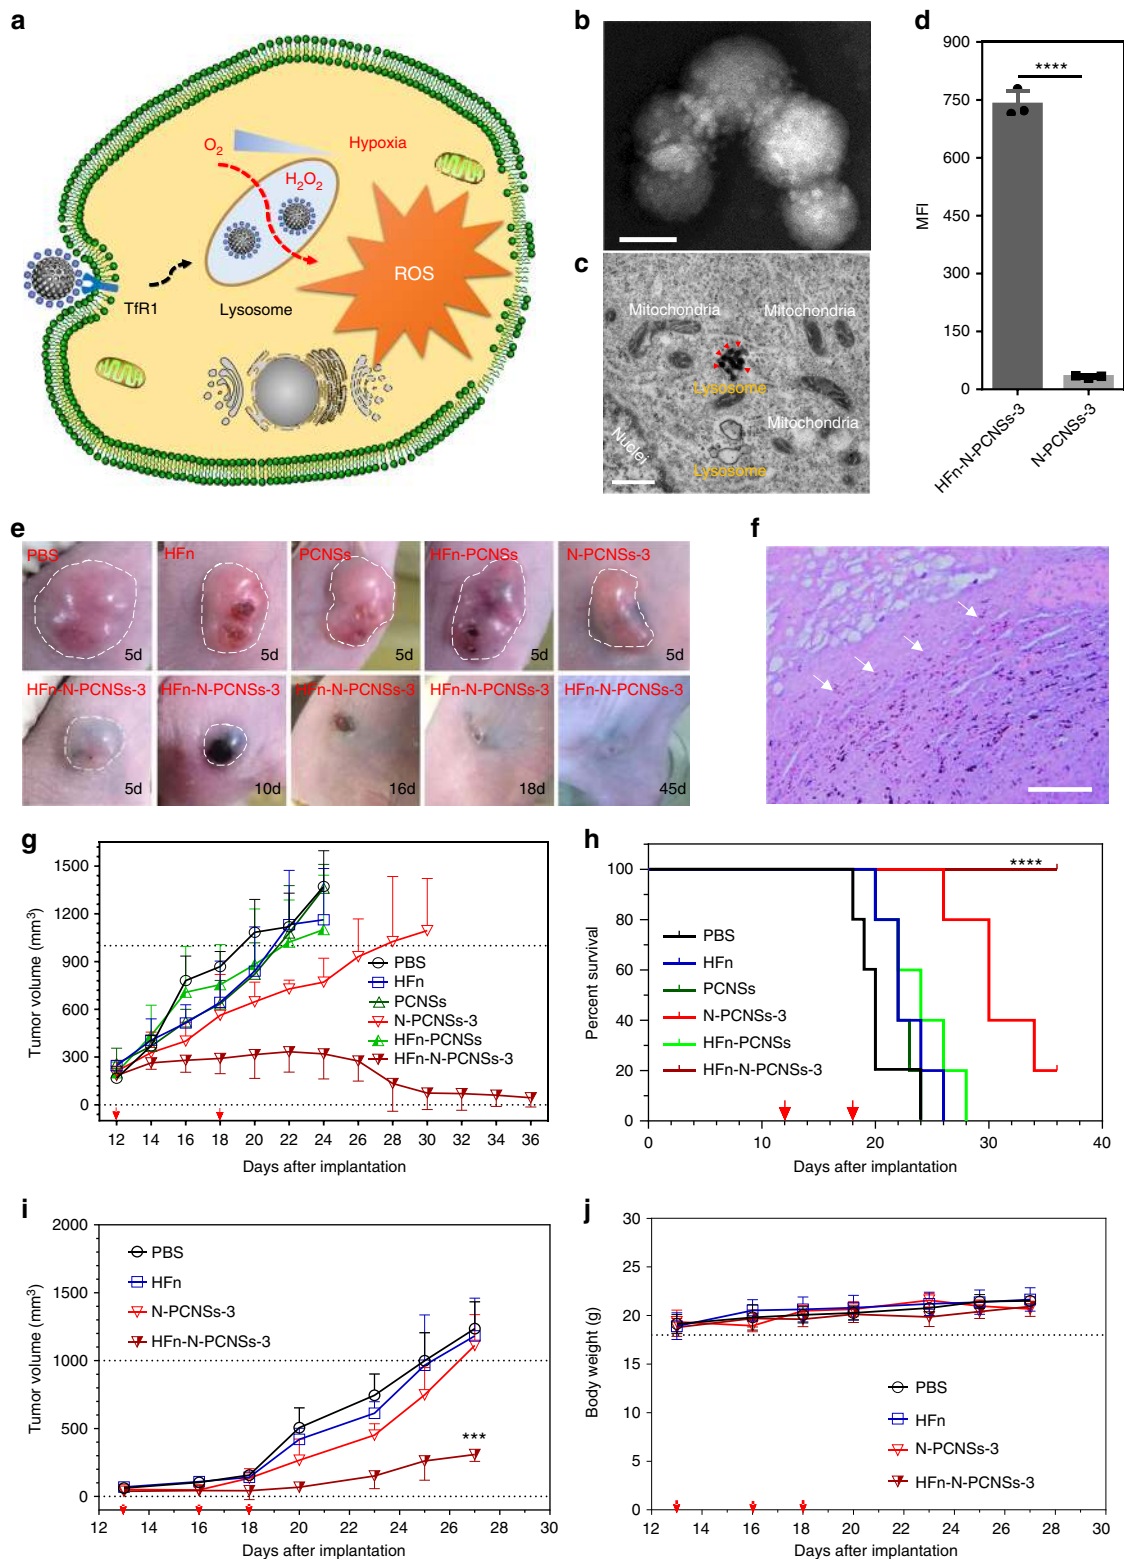 a
O2
Hypoxia
H2O2
ROS
TfR1
Lysosome
b
c
Mitochondria
Mitochondria
Lysosome
Mitochondria
Nuclei
Lysosome
d
900
750
600
450
300
150
0
MFI
****
HFn-N-PCNSs-3
N-PCNSs-3
e
PBS
5d
HFn
5d
PCNSs
5d
HFn-PCNSs
5d
N-PCNSs-3
5d
HFn-N-PCNSs-3
5d
HFn-N-PCNSs-3
10d
HFn-N-PCNSs-3
16d
HFn-N-PCNSs-3
18d
HFn-N-PCNSs-3
45d
f
g
1500
1200
900
600
300
0
Tumor volume (mm3)
PBS
HFn
PCNSs
N-PCNSs-3
HFn-PCNSs
HFn-N-PCNSs-3
12 14 16 18 20 22 24 26 28 30 32 34 36
Days after implantation
h
100
80
60
40
20
0
Percent survival
****
PBS
HFn
PCNSs
N-PCNSs-3
HFn-PCNSs
HFn-N-PCNSs-3
0 10 20 30 40
Days after implantation
i
2000
1500
1000
500
0
Tumor volume (mm3)
PBS
HFn
N-PCNSs-3
HFn-N-PCNSs-3
***
12 14 16 18 20 22 24 26 28 30
Days after implantation
j
30
25
20
15
10
5
0
Body weight (g)
PBS
HFn
N-PCNSs-3
HFn-N-PCNSs-3
12 14 16 18 20 22 24 26 28 30
Days after implantation